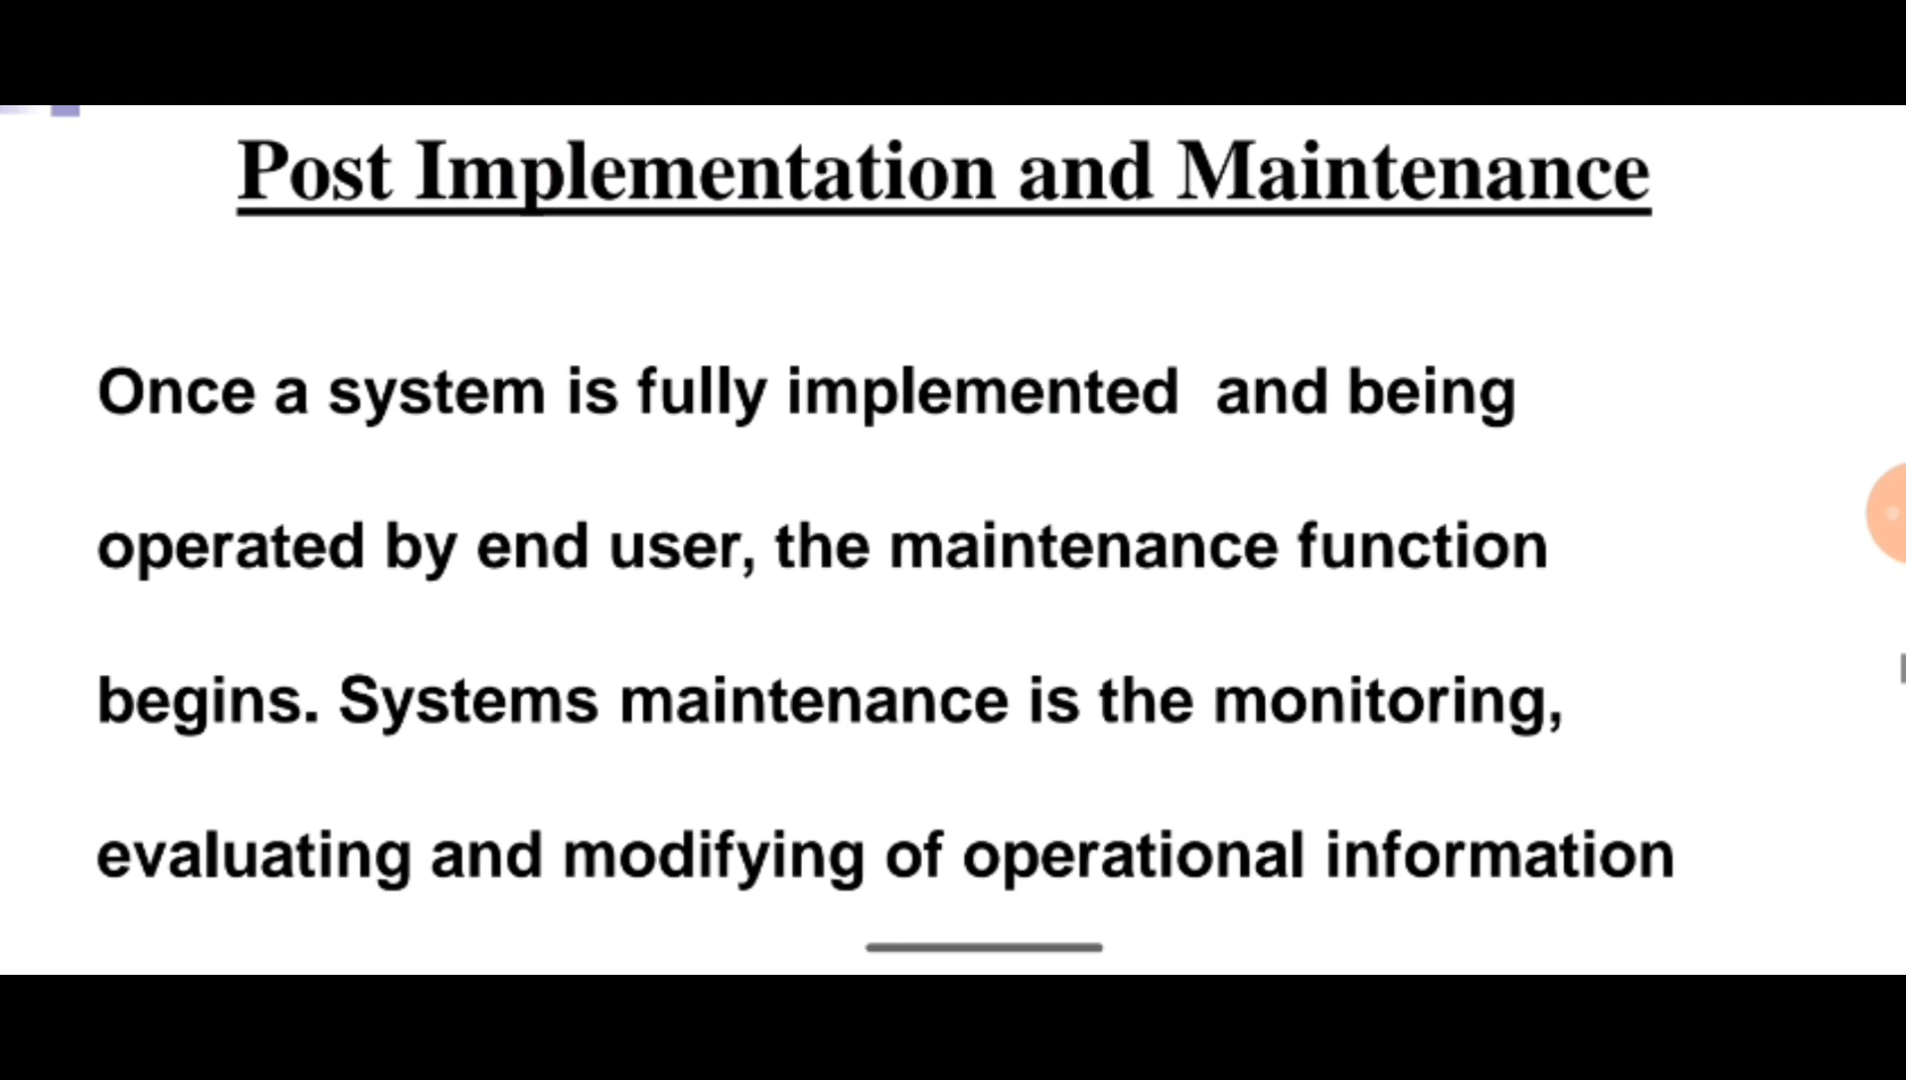 Post Implementation and Maintenance
Once a system is fully implemented  and being
operated by end user, the maintenance function
begins. Systems maintenance is the monitoring,
evaluating and modifying of operational information